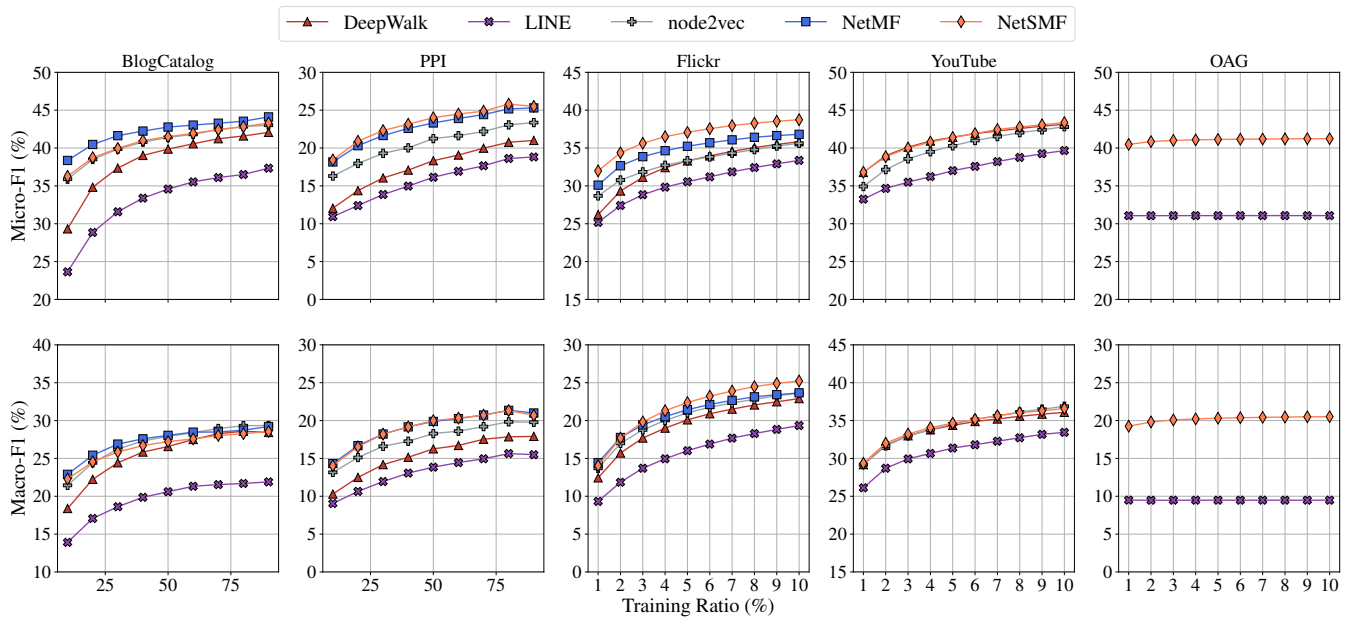 DeepWalk LINE node2vec NetMF NetSMF
BlogCatalog PPI Flickr YouTube OAG
Micro-F1 (%)
50 45 40 35 30 25 20
30 25 20 15 10 5 0
45 40 35 30 25 20 15
50 45 40 35 30 25 20
50 45 40 35 30 25 20
Macro-F1 (%)
40 35 30 25 20 15 10
30 25 20 15 10 5 0
30 25 20 15 10 5 0
45 40 35 30 25 20 15
30 25 20 15 10 5 0
25 50 75 25 50 75 1 2 3 4 5 6 7 8 9 10 1 2 3 4 5 6 7 8 9 10 1 2 3 4 5 6 7 8 9 10
Training Ratio (%)